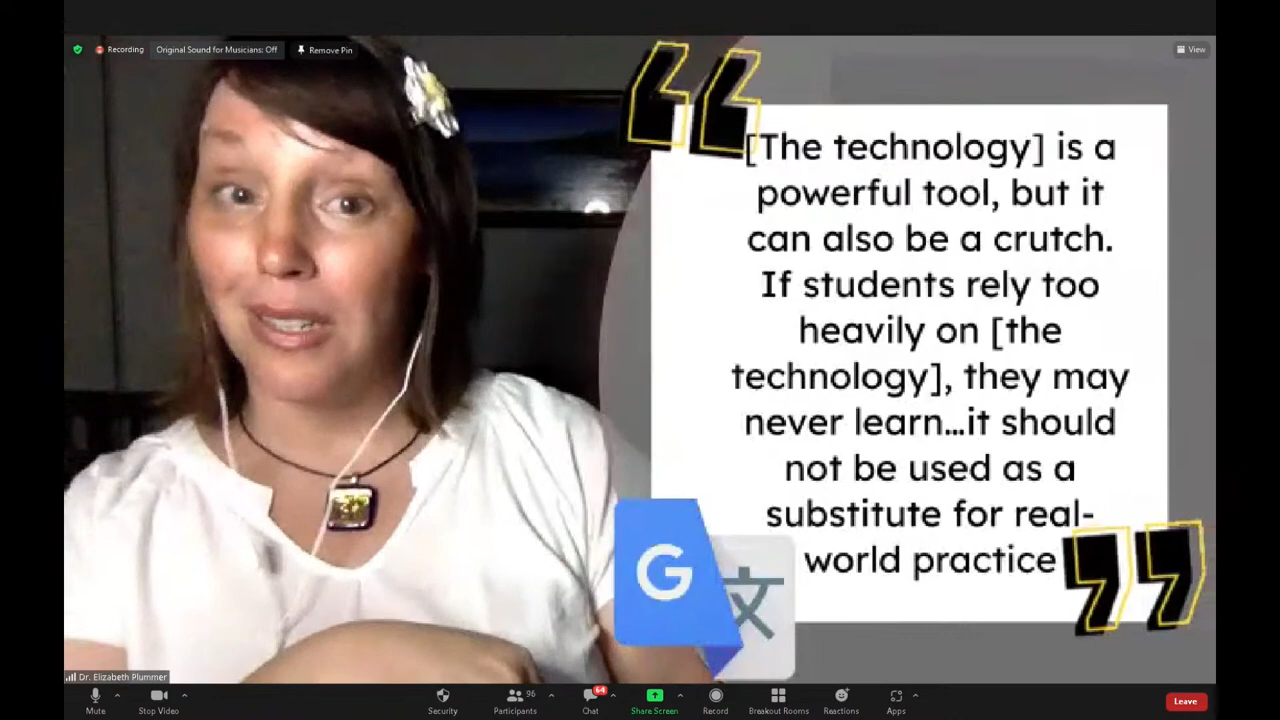 Recording
Original Sound for Musicians: Off
Remove Pin
View
“
[The technology] is a
powerful tool, but it
can also be a crutch.
If students rely too
heavily on [the
technology], they may
never learn...it should
not be used as a
substitute for real-
world practice
”
G
文
Dr. Elizabeth Plummer
Mute
Stop Video
Security
96
Participants
64
Chat
Share Screen
Record
Breakout Rooms
Reactions
Apps
Leave